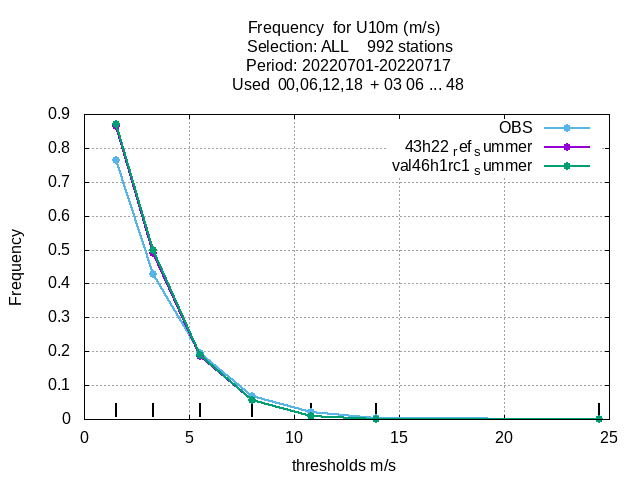 Frequency  for U10m (m/s)
Selection: ALL    992 stations
Period: 20220701-20220717
Used  00,06,12,18  + 03 06 ... 48
OBS
43h22 ref summer
val46h1rc1 summer
Frequency
0.9
0.8
0.7
0.6
0.5
0.4
0.3
0.2
0.1
0
0 5 10 15 20 25
thresholds m/s